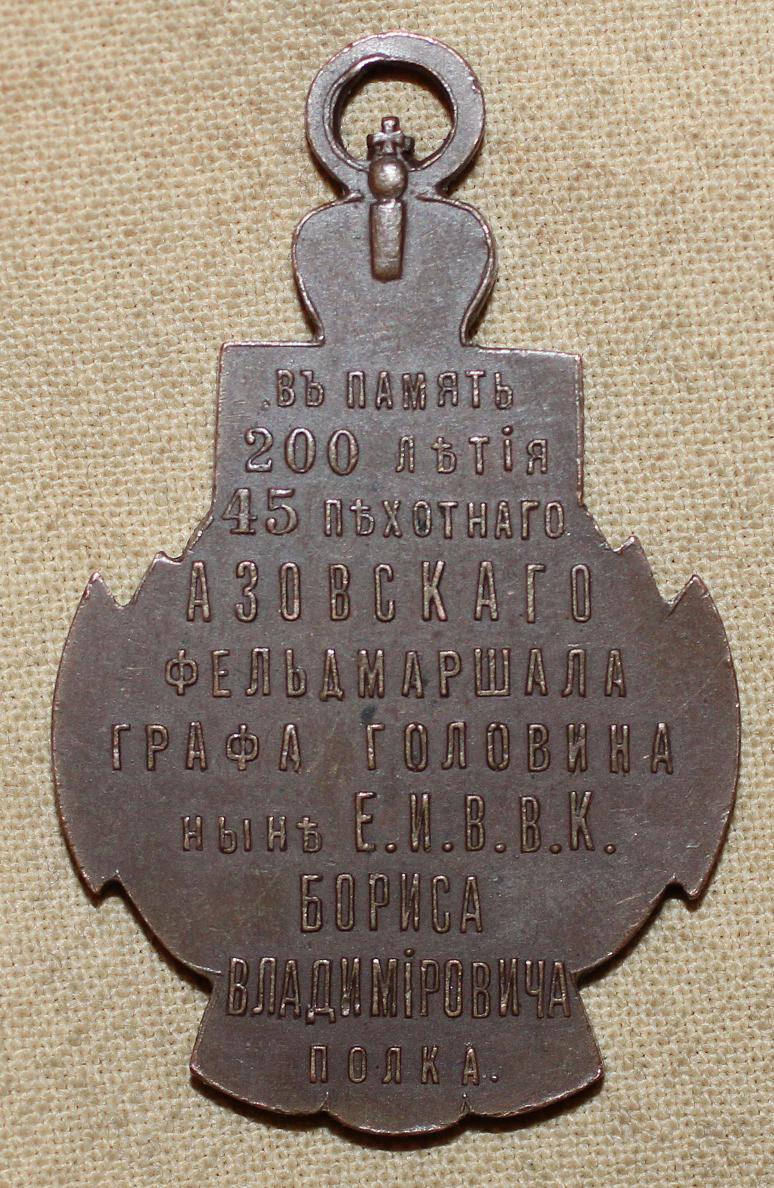 ВЪ ПАМЯТЬ
200 ЛѢТІЯ
45 ПѢХОТНАГО
АЗОВСКАГО
ФЕЛЬДМАРШАЛА
ГРАФА ГОЛОВИНА
НЫНѢ Е.И.В.В.К.
БОРИСА
ВЛАДИМІРОВИЧА
ПОЛКА.